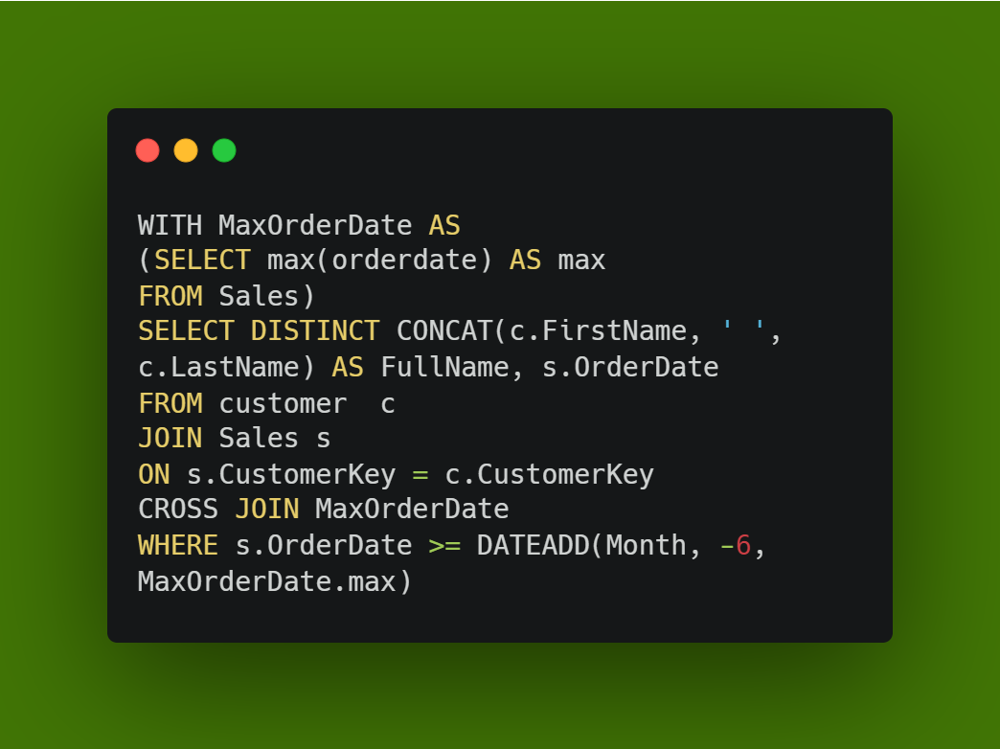 WITH MaxOrderDate AS
(SELECT max(orderdate) AS max
FROM Sales)
SELECT DISTINCT CONCAT(c.FirstName, ' ',
c.LastName) AS FullName, s.OrderDate
FROM customer  c
JOIN Sales s
ON s.CustomerKey = c.CustomerKey
CROSS JOIN MaxOrderDate
WHERE s.OrderDate >= DATEADD(Month, -6,
MaxOrderDate.max)